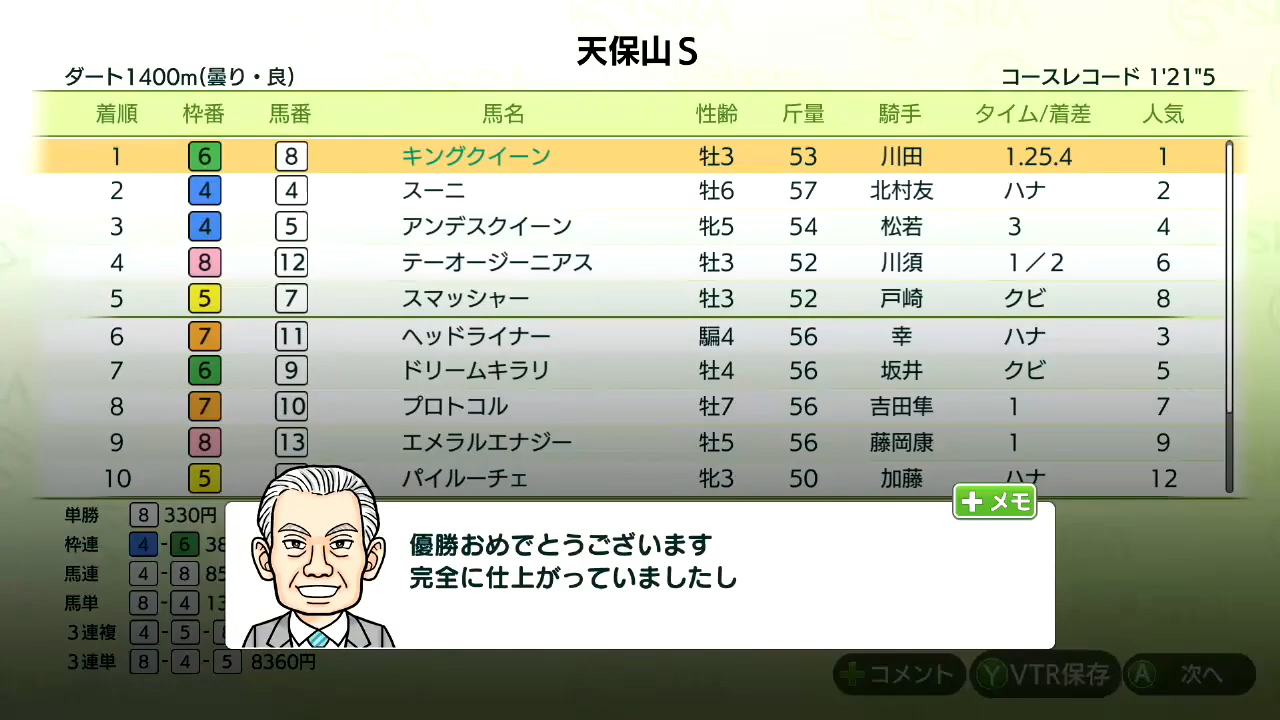 天保山S
ダート1400m(曇り・良)
コースレコード 1'21"5
着順 枠番 馬番 馬名 性齢 斤量 騎手 タイム/着差 人気
1 6 8 キングクイーン 牡3 53 川田 1.25.4 1
2 4 4 スーニ 牡6 57 北村友 ハナ 2
3 4 5 アンデスクイーン 牝5 54 松若 3 4
4 8 12 テーオージーニアス 牡3 52 川須 1/2 6
5 5 7 スマッシャー 牡3 52 戸崎 クビ 8
6 7 11 ヘッドライナー 騸4 56 幸 ハナ 3
7 6 9 ドリームキラリ 牡4 56 坂井 クビ 5
8 7 10 プロトコル 牡7 56 吉田隼 1 7
9 8 13 エメラルエナジー 牡5 56 藤岡康 1 9
10 5 パイルーチェ 牝3 50 加藤 ハナ 12
単勝 8 330円
枠連 4-6 38
馬連 4-8 85
馬単 8-4 13
3連複 4-5-
3連単 8-4-5 8360円
+メモ
優勝おめでとうございます
完全に仕上がっていましたし
+コメント
Y VTR保存
A 次へ